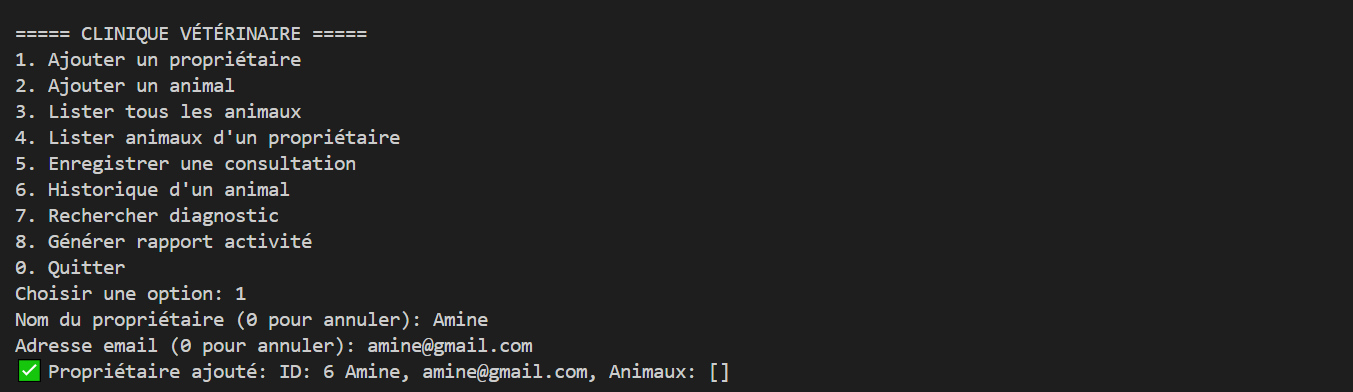 ===== CLINIQUE VÉTÉRINAIRE =====
1. Ajouter un propriétaire
2. Ajouter un animal
3. Lister tous les animaux
4. Lister animaux d'un propriétaire
5. Enregistrer une consultation
6. Historique d'un animal
7. Rechercher diagnostic
8. Générer rapport activité
0. Quitter
Choisir une option: 1
Nom du propriétaire (0 pour annuler): Amine
Adresse email (0 pour annuler): amine@gmail.com
✅ Propriétaire ajouté: ID: 6 Amine, amine@gmail.com, Animaux: []